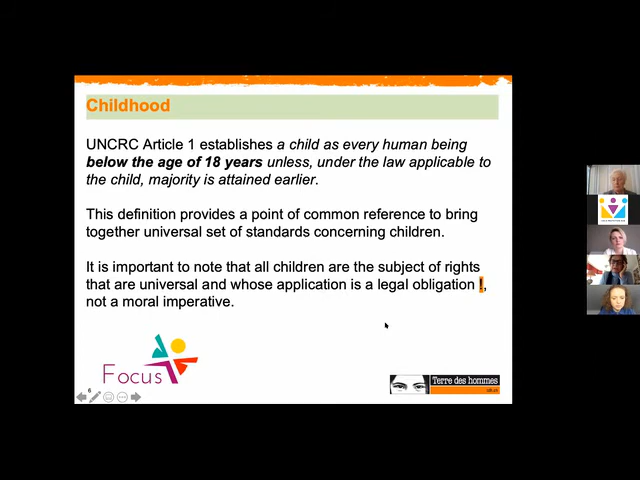 Childhood
UNCRC Article 1 establishes a child as every human being
below the age of 18 years unless, under the law applicable to
the child, majority is attained earlier.
This definition provides a point of common reference to bring
together universal set of standards concerning children.
It is important to note that all children are the subject of rights
that are universal and whose application is a legal obligation !,
not a moral imperative.
Focus
Terre des hommes
6